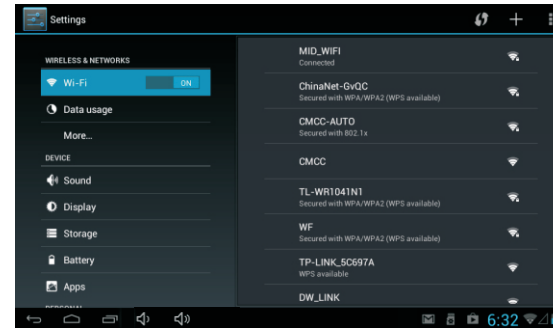 Settings
WIRELESS & NETWORKS
Wi-Fi
ON
Data usage
More...
DEVICE
Sound
Display
Storage
Battery
Apps
PERSONAL
MID_WIFI
Connected
ChinaNet-GvQC
Secured with WPA/WPA2 (WPS available)
CMCC-AUTO
Secured with 802.1x
CMCC
TL-WR1041N1
Secured with WPA/WPA2 (WPS available)
WF
Secured with WPA/WPA2 (WPS available)
TP-LINK_5C697A
WPS available
DW_LINK
6:32